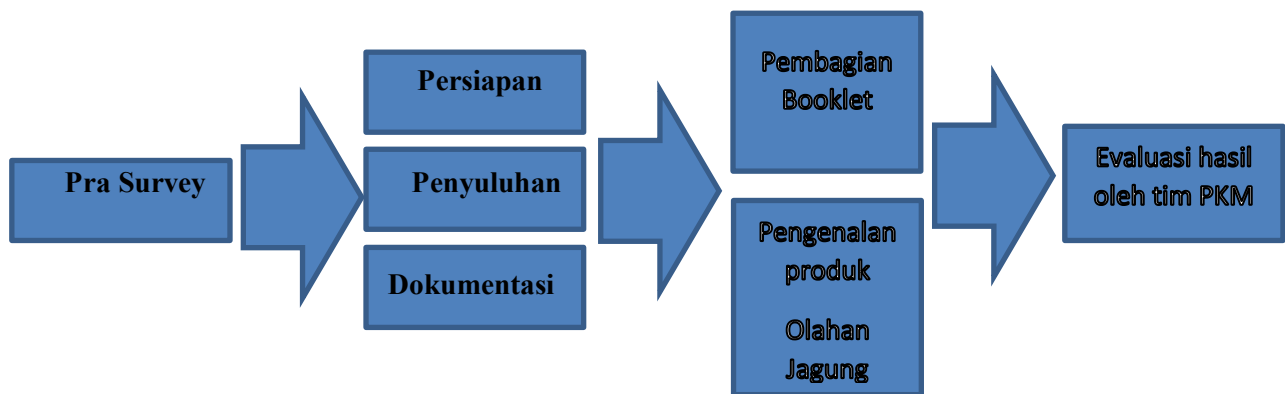 Pra Survey
Persiapan
Penyuluhan
Dokumentasi
Pembagian
Booklet
Pengenalan
produk
Olahan
Jagung
Evaluasi hasil
oleh tim PKM